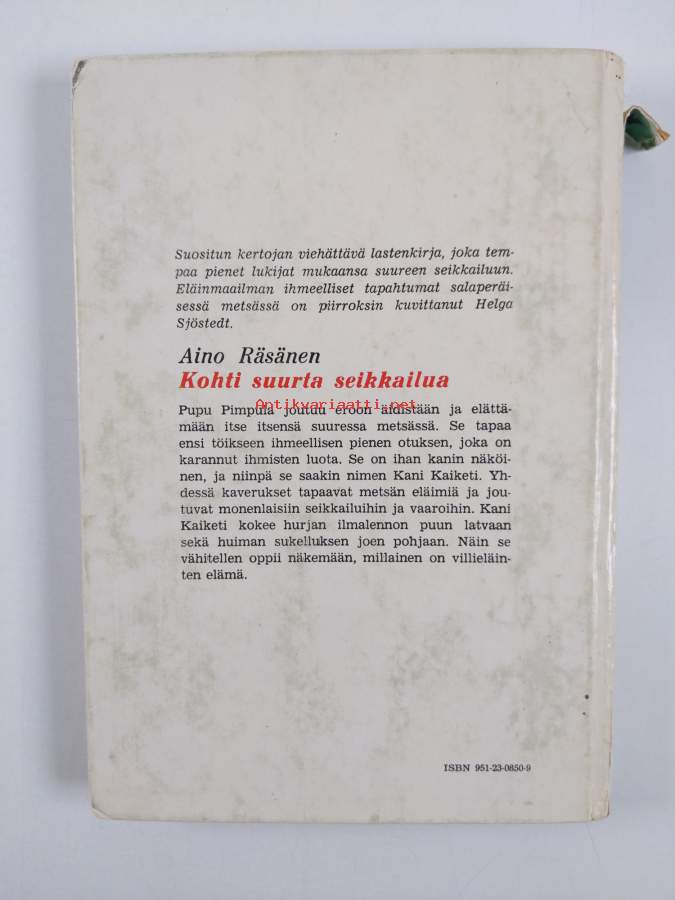 Suositun kertojan viehättävä lastenkirja, joka tem-
paa pienet lukijat mukaansa suureen seikkailuun.
Eläinmaailman ihmeelliset tapahtumat salaperäi-
sessä metsässä on piirroksin kuvittanut Helga
Sjöstedt.
Aino Räsänen
Kohti suurta seikkailua
Antikvariaatti.net
Pupu Pimpula joutuu eroon äidistään ja elättä-
mään itse itsensä suuressa metsässä. Se tapaa
ensi töikseen ihmeellisen pienen otuksen, joka on
karannut ihmisten luota. Se on ihan kanin näköi-
nen, ja niinpä se saakin nimen Kani Kaiketi. Yh-
dessä kaverukset tapaavat metsän eläimiä ja jou-
tuvat monenlaisiin seikkailuihin ja vaaroihin. Kani
Kaiketi kokee hurjan ilmalennon puun latvaan
sekä huiman sukelluksen joen pohjaan. Näin se
vähitellen oppii näkemään, millainen on villieläin-
ten elämä.
ISBN 951-23-0850-9